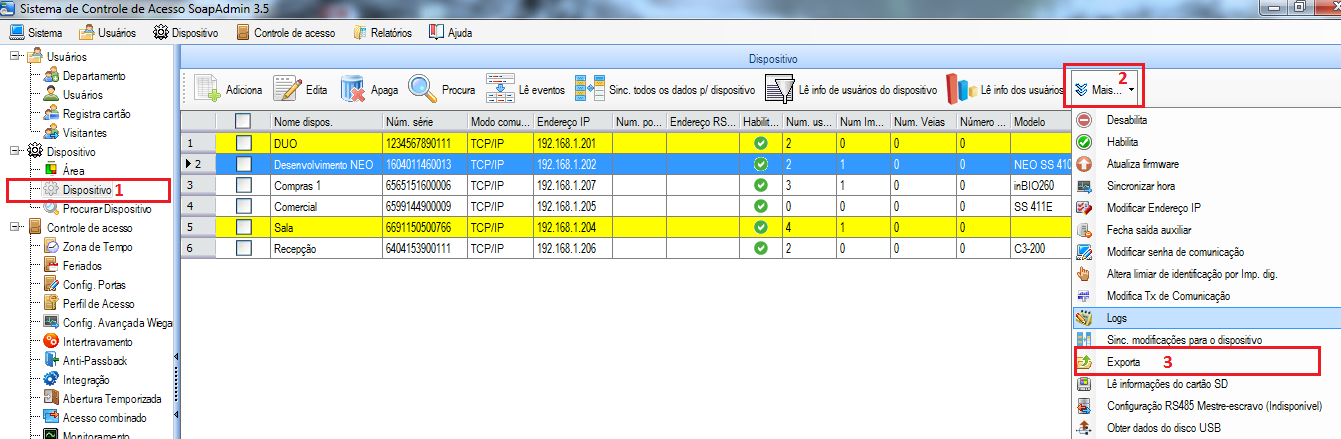 Sistema de Controle de Acesso SoapAdmin 3.5
Sistema Usuários Dispositivo Controle de acesso Relatórios Ajuda
Usuários
Departamento
Usuários
Registra cartão
Visitantes
Dispositivo
Área
Dispositivo 1
Procurar Dispositivo
Controle de acesso
Zona de Tempo
Feriados
Config. Portas
Perfil de Acesso
Config. Avançada Wiega
Intertravamento
Anti-Passback
Integração
Abertura Temporizada
Acesso combinado
Monitoramento
Dispositivo
Adiciona Edita Apaga Procura Lê eventos Sinc. todos os dados p/ dispositivo Lê info de usuários do dispositivo Lê info dos usuários Mais... 2
Nome dispos. Núm. série Modo comu... Endereço IP Num. po... Endereço RS... Habilit... Num. us... Num Im... Num. Veias Número ... Modelo
1 DUO 1234567890111 TCP/IP 192.168.1.201 2 0 0 0
2 Desenvolvimento NEO 1604011460013 TCP/IP 192.168.1.202 2 1 0 0 NEO SS 410
3 Compras 1 6565151600006 TCP/IP 192.168.1.207 3 1 0 0 inBIO260
4 Comercial 6599144900009 TCP/IP 192.168.1.205 0 0 0 0 SS 411E
5 Sala 6691150500766 TCP/IP 192.168.1.204 4 1 0 0
6 Recepção 6404153900111 TCP/IP 192.168.1.206 2 0 0 0 C3-200
Desabilita
Habilita
Atualiza firmware
Sincronizar hora
Modificar Endereço IP
Fecha saída auxiliar
Modificar senha de comunicação
Altera limiar de identificação por Imp. dig.
Modifica Tx de Comunicação
Logs
Sinc. modificações para o dispositivo
Exporta 3
Lê informações do cartão SD
Configuração RS485 Mestre-escravo (Indisponível)
Obter dados do disco USB